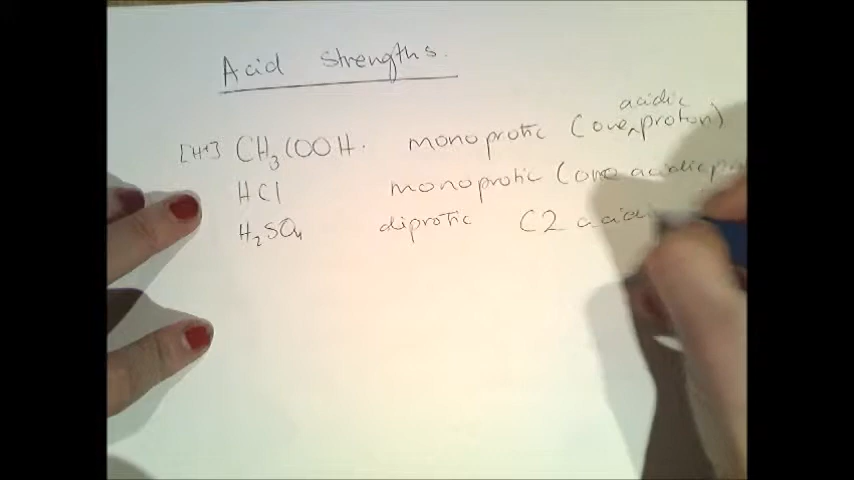 Acid strengths.
[H+] CH₃COOH. monoprotic (one acidic proton)
HCl monoprotic (one acidic
H₂SO₄ diprotic (2